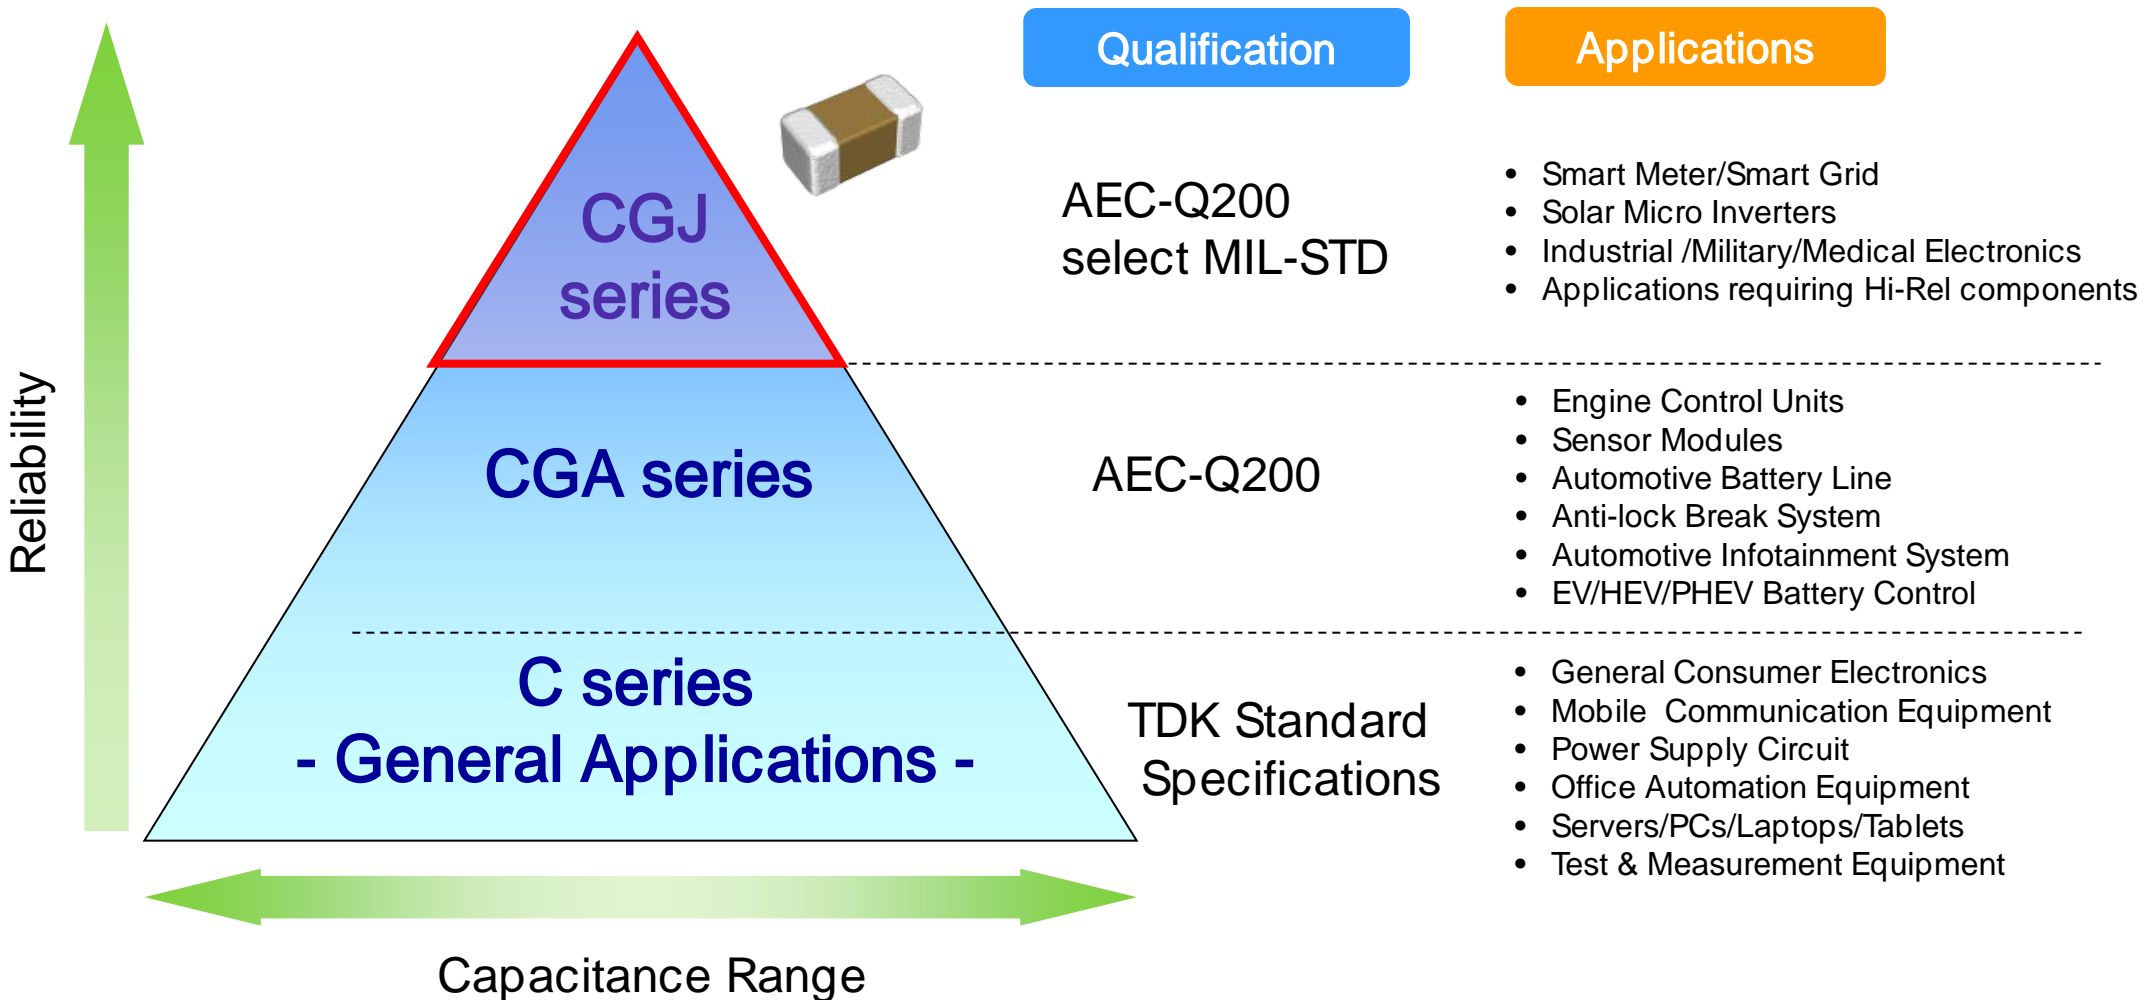 Qualification
Applications
CGJ
series
AEC-Q200
select MIL-STD
• Smart Meter/Smart Grid
• Solar Micro Inverters
• Industrial /Military/Medical Electronics
• Applications requiring Hi-Rel components
Reliability
CGA series
AEC-Q200
• Engine Control Units
• Sensor Modules
• Automotive Battery Line
• Anti-lock Break System
• Automotive Infotainment System
• EV/HEV/PHEV Battery Control
C series
- General Applications -
TDK Standard
Specifications
• General Consumer Electronics
• Mobile  Communication Equipment
• Power Supply Circuit
• Office Automation Equipment
• Servers/PCs/Laptops/Tablets
• Test & Measurement Equipment
Capacitance Range